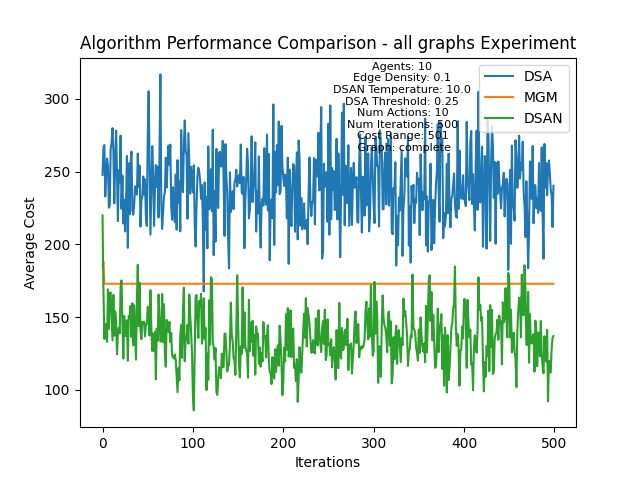 Algorithm Performance Comparison - all graphs Experiment
Agents: 10
Edge Density: 0.1
DSAN Temperature: 10.0
DSA Threshold: 0.25
Num Actions: 10
Num Iterations: 500
Cost Range: 501
Graph: complete
DSA
MGM
DSAN
Average Cost
300
250
200
150
100
0
100
200
300
400
500
Iterations